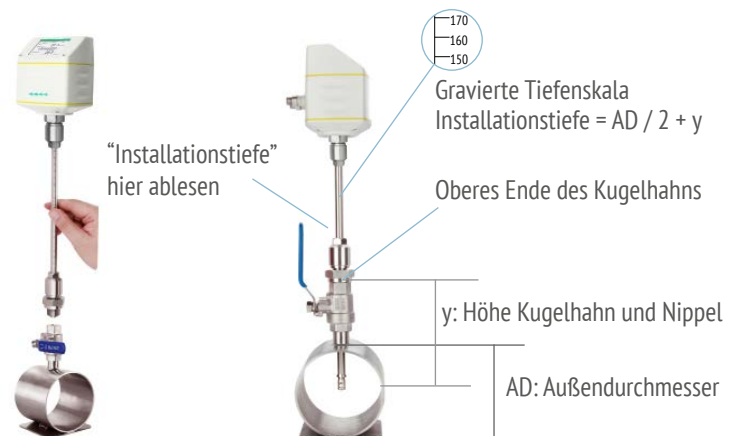 170
160
150
Gravierte Tiefenskala
Installationstiefe = AD / 2 + y
“Installationstiefe”
hier ablesen
Oberes Ende des Kugelhahns
y: Höhe Kugelhahn und Nippel
AD: Außendurchmesser